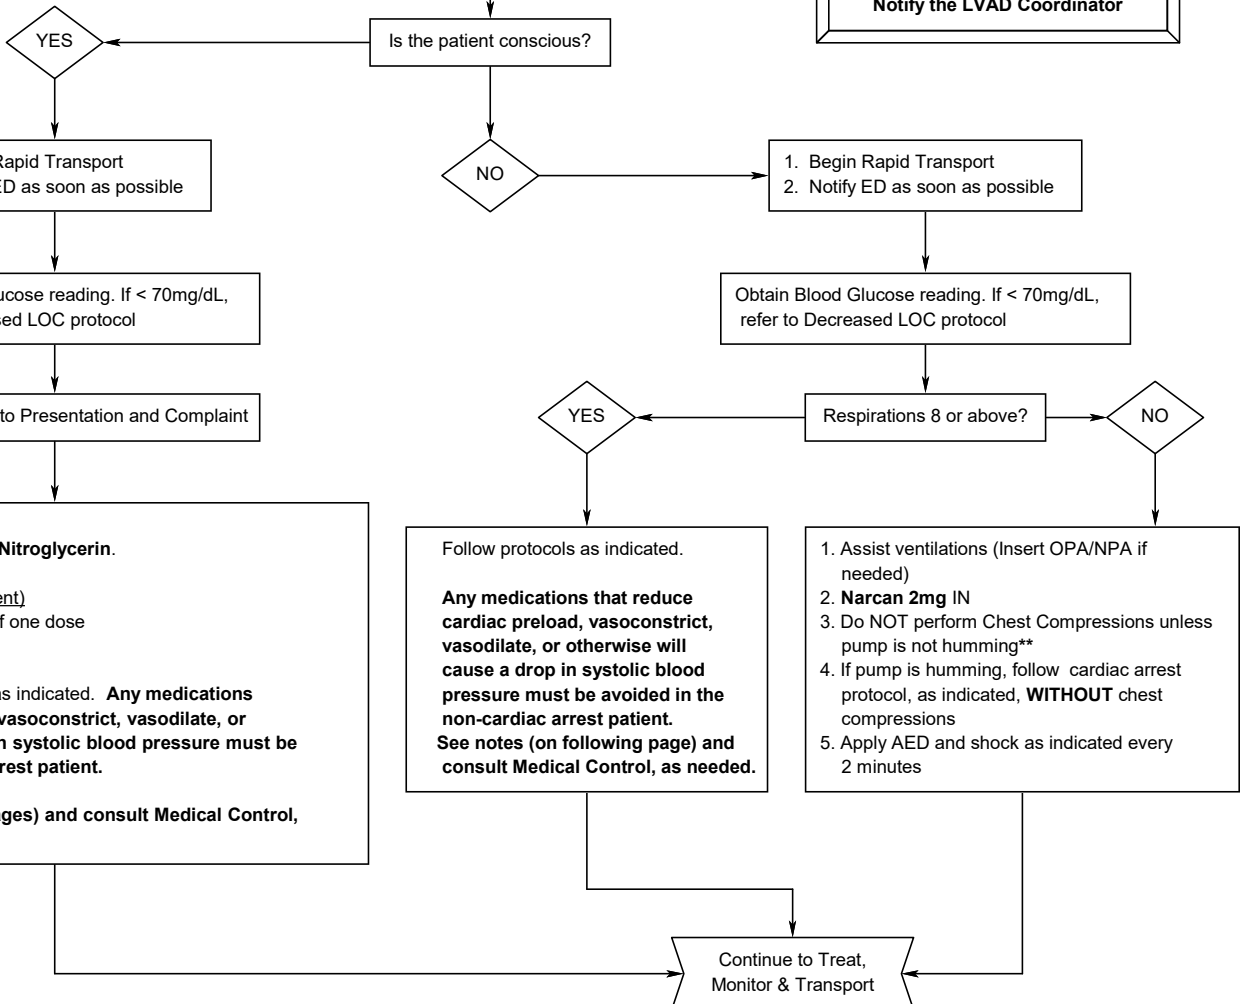 Notify the LVAD Coordinator
YES
Is the patient conscious?
Rapid Transport
ED as soon as possible
NO
1. Begin Rapid Transport
2. Notify ED as soon as possible
ucose reading. If < 70mg/dL,
sed LOC protocol
Obtain Blood Glucose reading. If < 70mg/dL,
refer to Decreased LOC protocol
to Presentation and Complaint
YES
Respirations 8 or above?
NO
Nitroglycerin.
ent)
f one dose
as indicated. Any medications
vasoconstrict, vasodilate, or
n systolic blood pressure must be
rest patient.
ges) and consult Medical Control,
Follow protocols as indicated.
Any medications that reduce
cardiac preload, vasoconstrict,
vasodilate, or otherwise will
cause a drop in systolic blood
pressure must be avoided in the
non-cardiac arrest patient.
See notes (on following page) and
consult Medical Control, as needed.
1. Assist ventilations (Insert OPA/NPA if
needed)
2. Narcan 2mg IN
3. Do NOT perform Chest Compressions unless
pump is not humming**
4. If pump is humming, follow cardiac arrest
protocol, as indicated, WITHOUT chest
compressions
5. Apply AED and shock as indicated every
2 minutes
Continue to Treat,
Monitor & Transport